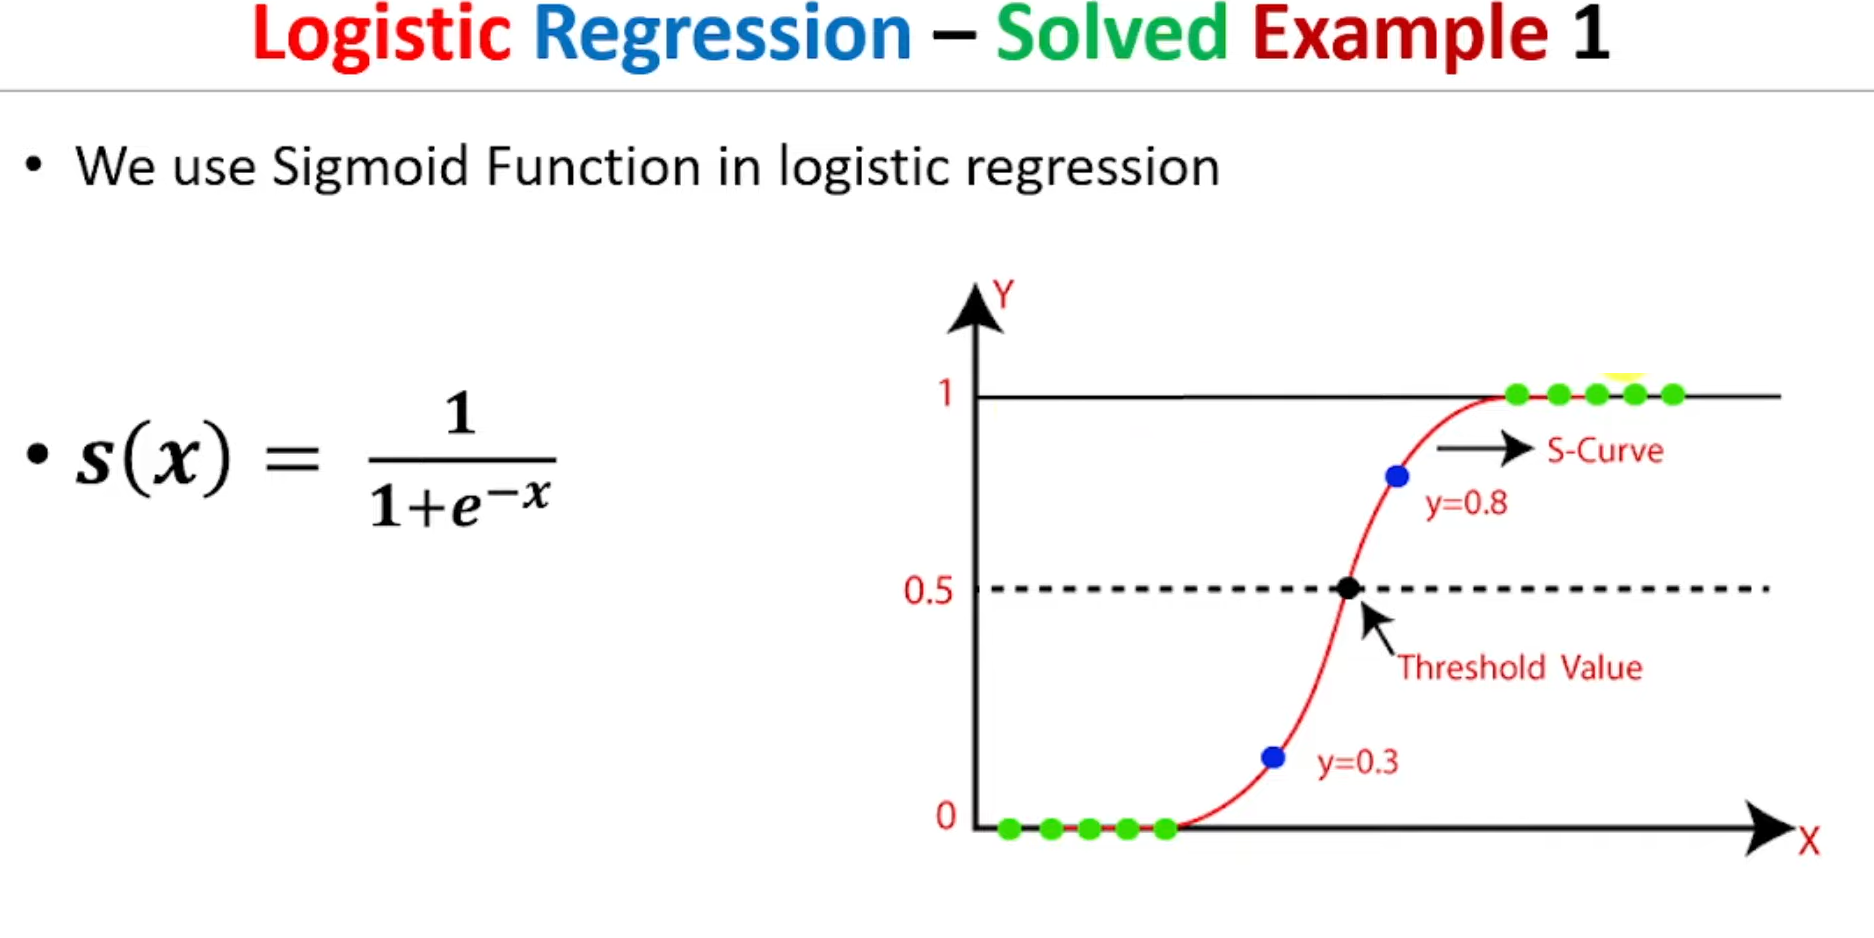 Logistic Regression – Solved Example 1
• We use Sigmoid Function in logistic regression
• s(x) = 1 / 1+e^−x
Y
1
S-Curve
y=0.8
0.5
Threshold Value
y=0.3
0
X